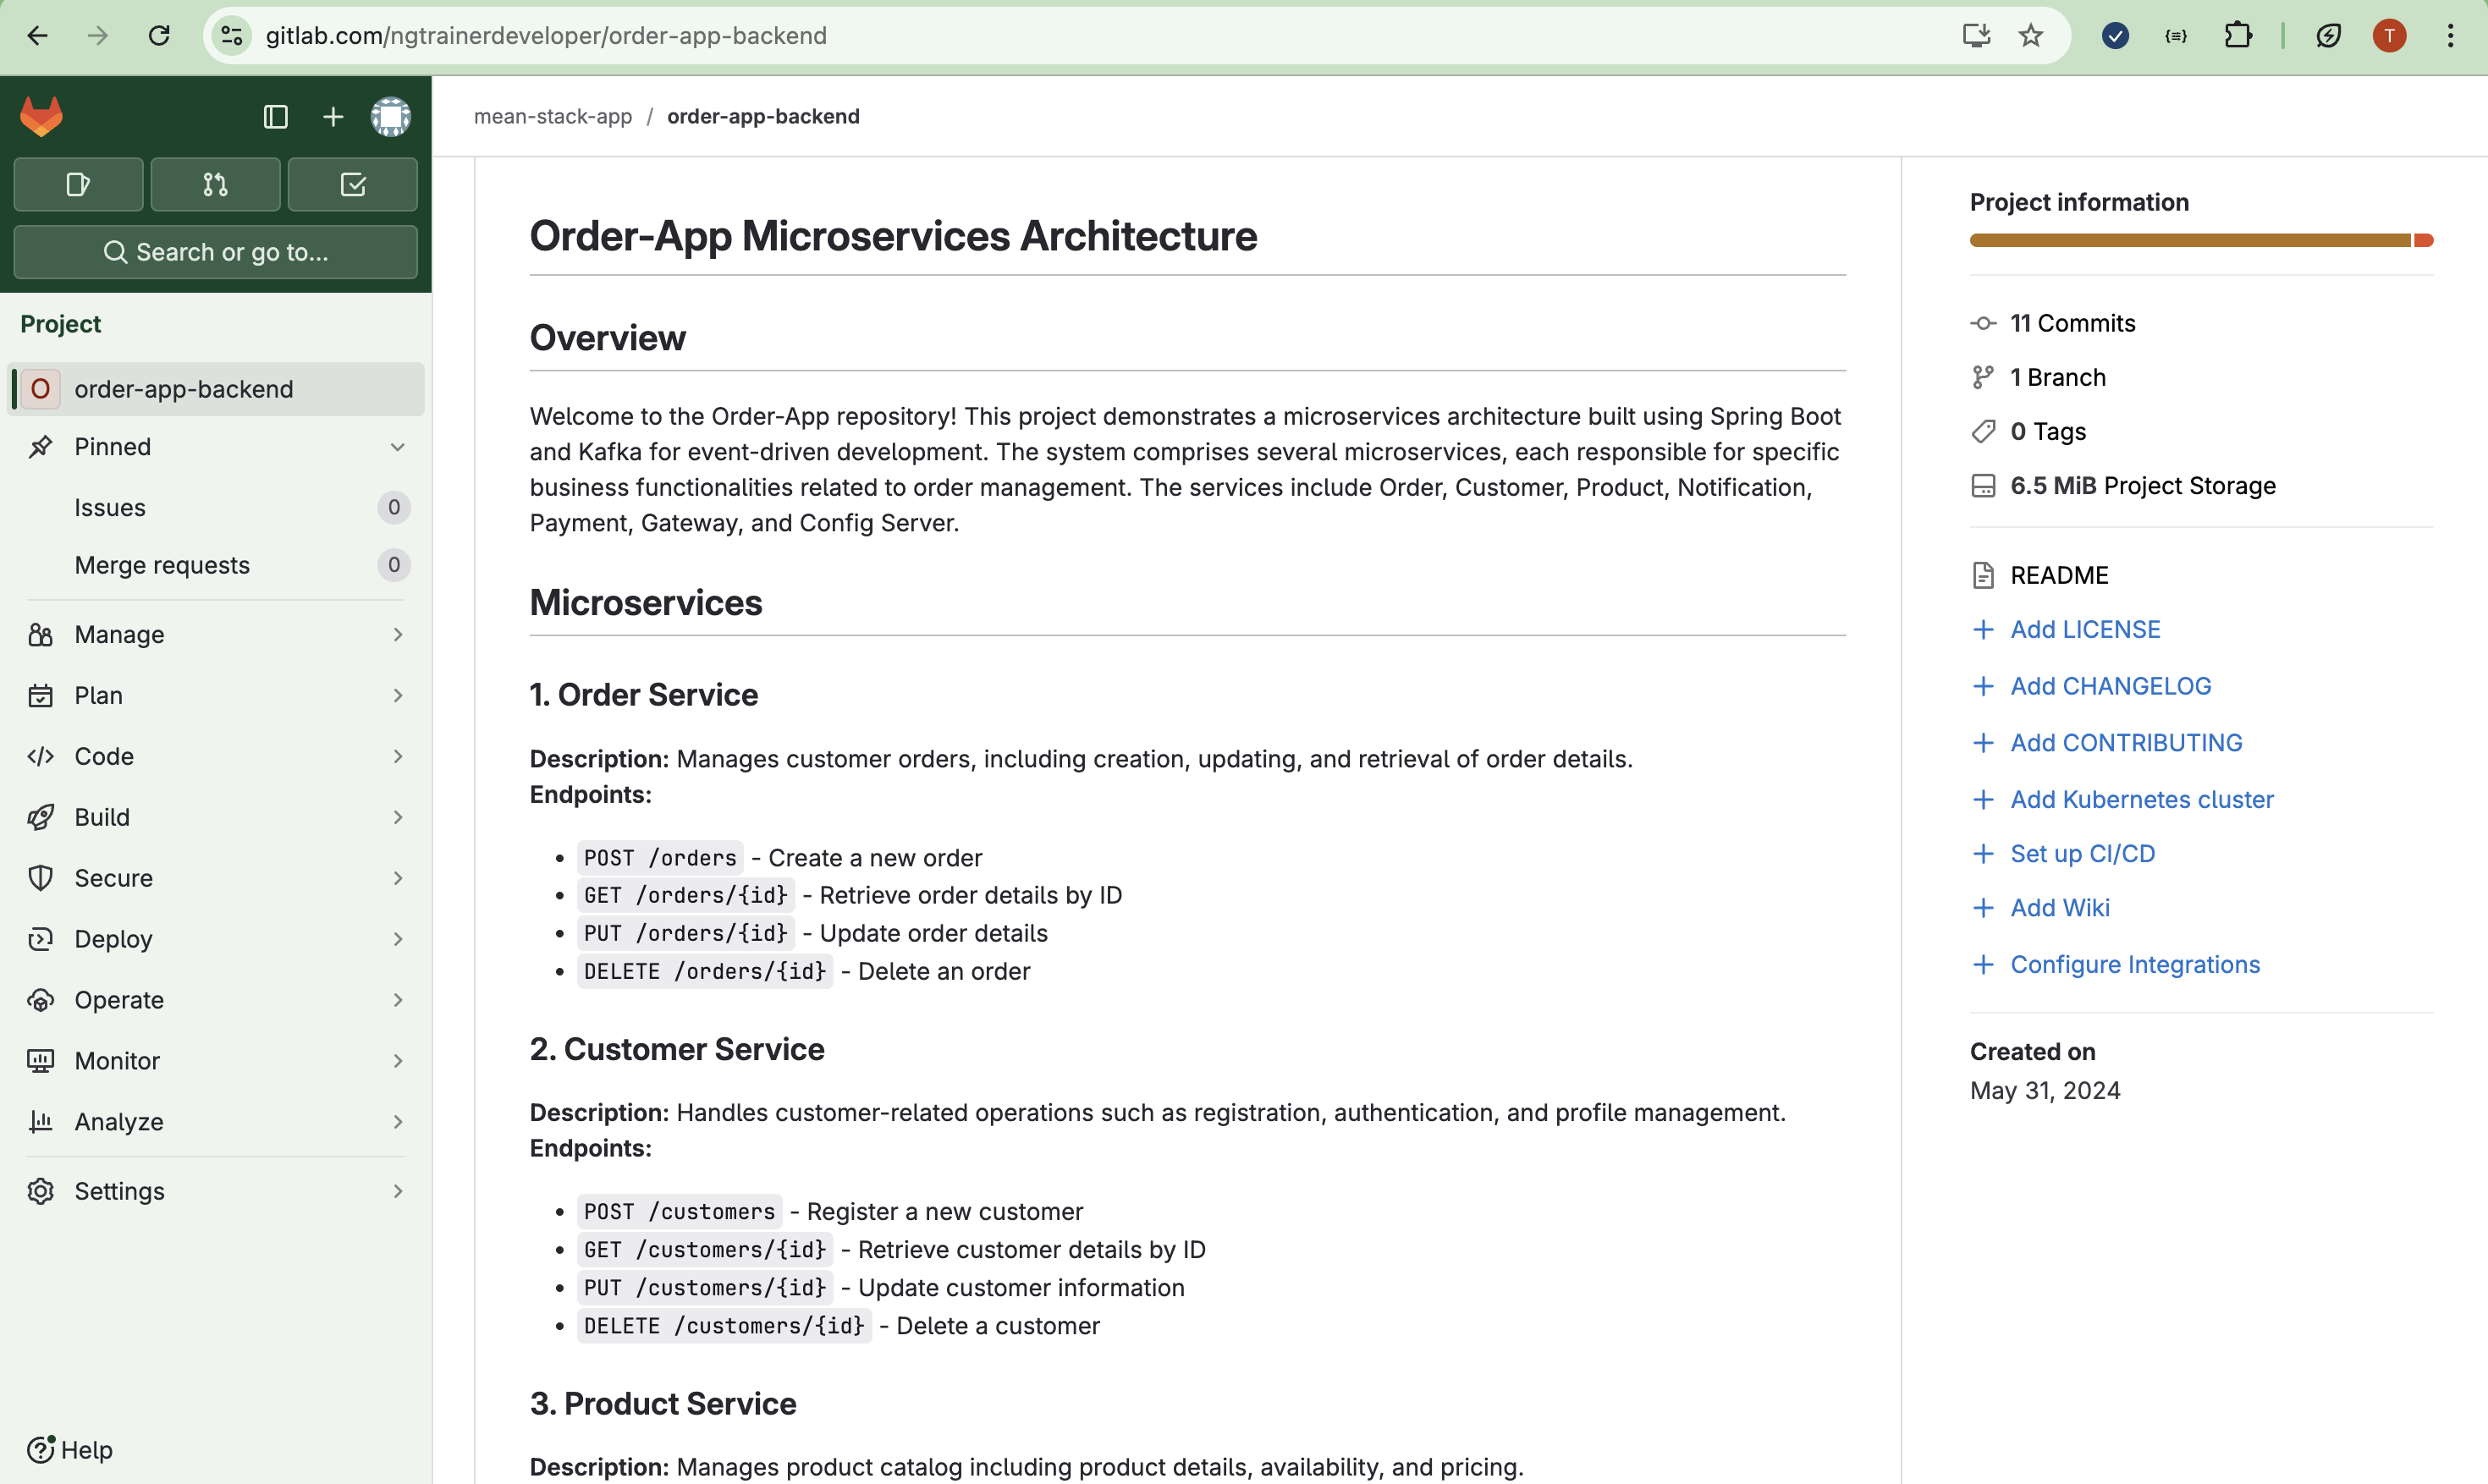 gitlab.com/ngtrainerdeveloper/order-app-backend
T
mean-stack-app / order-app-backend
Search or go to...
Project
O order-app-backend
Pinned
Issues 0
Merge requests 0
Manage
Plan
Code
Build
Secure
Deploy
Operate
Monitor
Analyze
Settings
Help
Order-App Microservices Architecture
Overview
Welcome to the Order-App repository! This project demonstrates a microservices architecture built using Spring Boot
and Kafka for event-driven development. The system comprises several microservices, each responsible for specific
business functionalities related to order management. The services include Order, Customer, Product, Notification,
Payment, Gateway, and Config Server.
Microservices
1. Order Service
Description: Manages customer orders, including creation, updating, and retrieval of order details.
Endpoints:
• POST /orders - Create a new order
• GET /orders/{id} - Retrieve order details by ID
• PUT /orders/{id} - Update order details
• DELETE /orders/{id} - Delete an order
2. Customer Service
Description: Handles customer-related operations such as registration, authentication, and profile management.
Endpoints:
• POST /customers - Register a new customer
• GET /customers/{id} - Retrieve customer details by ID
• PUT /customers/{id} - Update customer information
• DELETE /customers/{id} - Delete a customer
3. Product Service
Description: Manages product catalog including product details, availability, and pricing.
Project information
11 Commits
1 Branch
0 Tags
6.5 MiB Project Storage
README
+ Add LICENSE
+ Add CHANGELOG
+ Add CONTRIBUTING
+ Add Kubernetes cluster
+ Set up CI/CD
+ Add Wiki
+ Configure Integrations
Created on
May 31, 2024